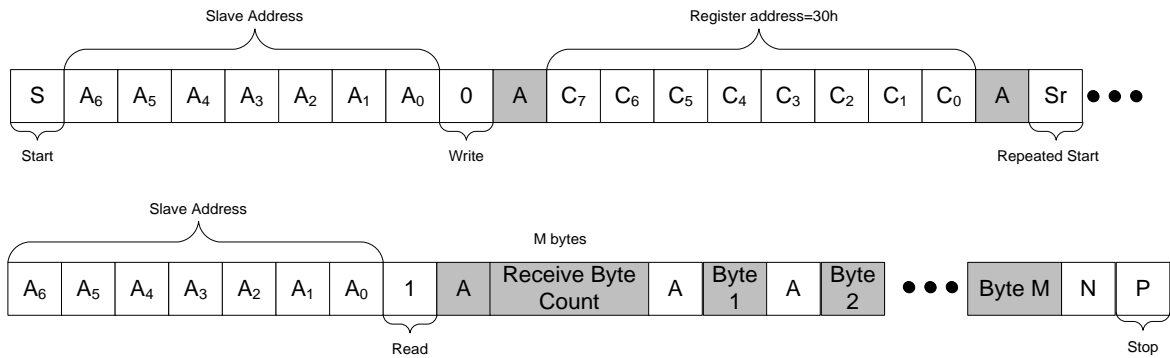 Slave Address Register address=30h
S A₆ A₅ A₄ A₃ A₂ A₁ A₀ 0 A C₇ C₆ C₅ C₄ C₃ C₂ C₁ C₀ A Sr •••
Start Write Repeated Start
Slave Address
M bytes
A₆ A₅ A₄ A₃ A₂ A₁ A₀ 1 A Receive Byte Count A Byte 1 A Byte 2 ••• Byte M N P
Read Stop